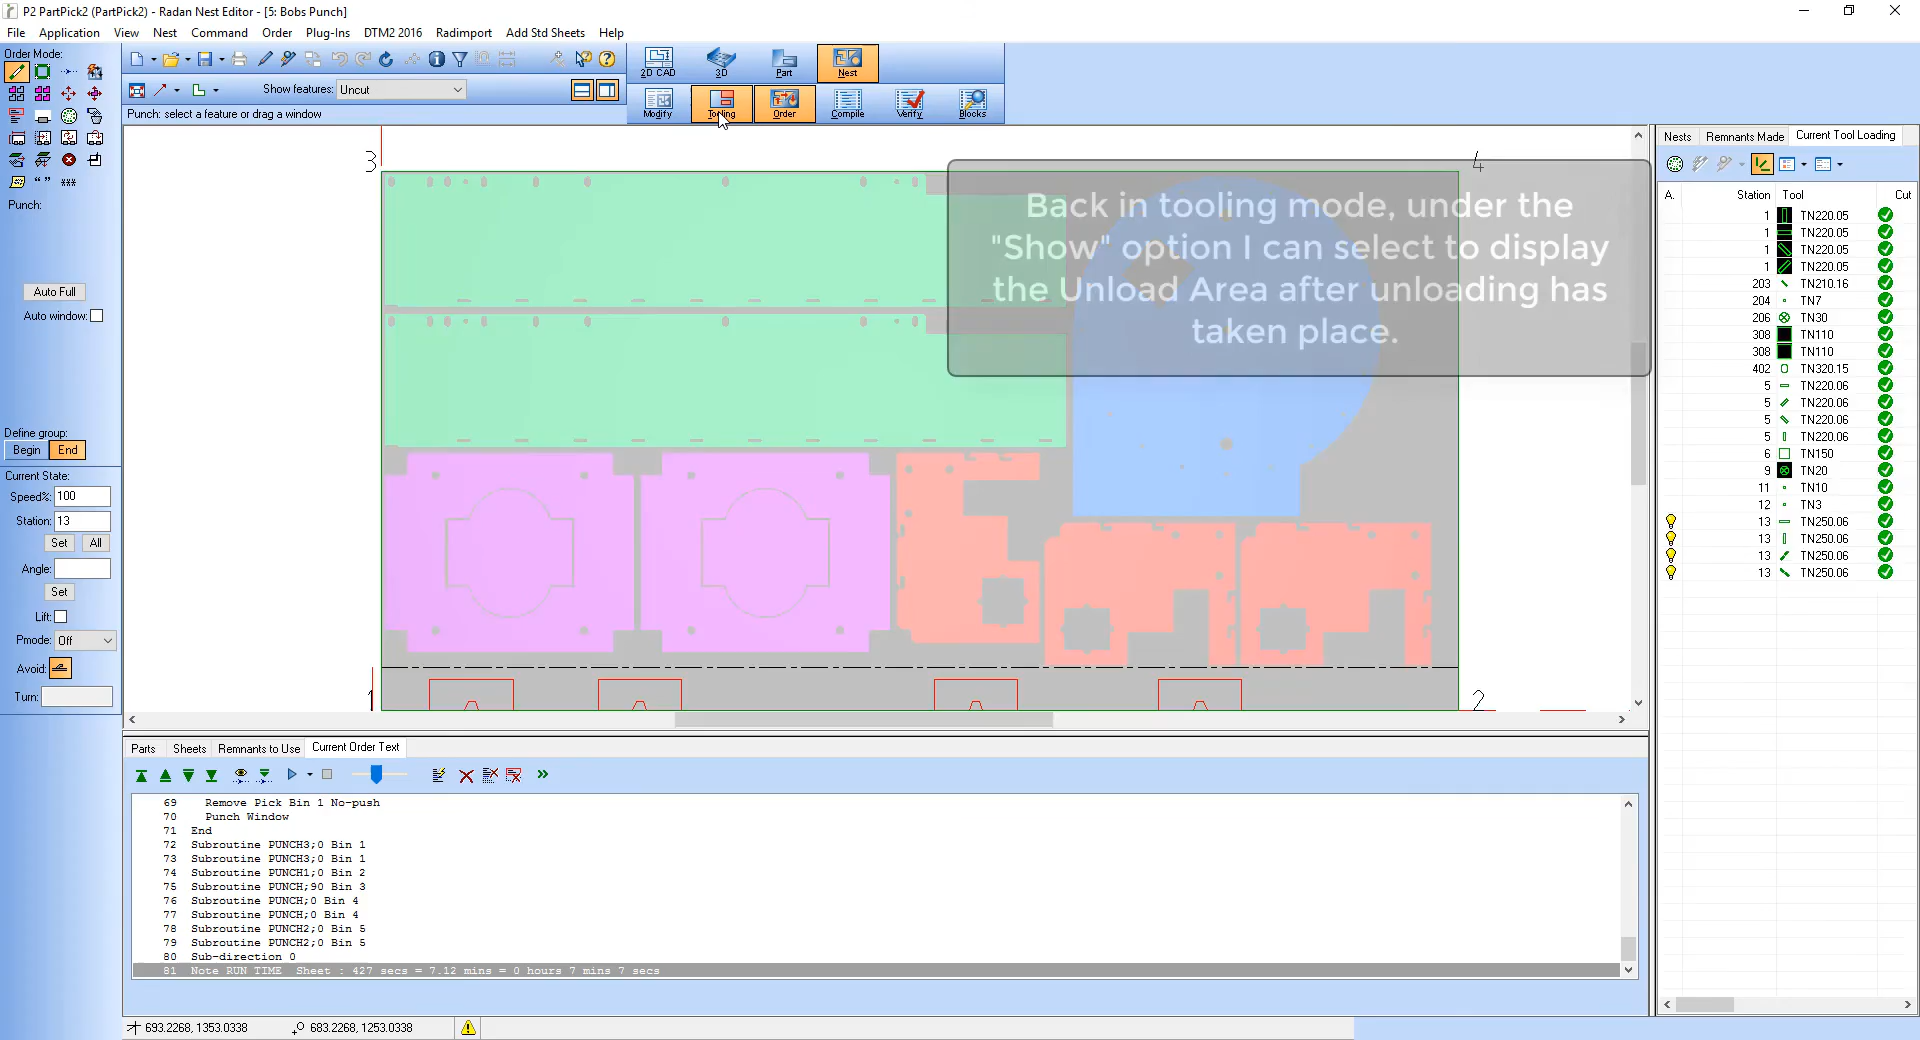 P2 PartPick2 (PartPick2) - Radan Nest Editor - [5: Bobs Punch]
File Application View Nest Command Order Plug-Ins DTM2 2016 Radimport Add Std Sheets Help
Order Mode:
2D CAD 3D Part Nest
Show features: Uncut
Modify Tooling Order Compile Verify Blocks
Punch: select a feature or drag a window
Punch:
Auto Full
Auto window:
Define group:
Begin End
Current State:
Speed%: 100
Station: 13
Set All
Angle:
Set
Lift:
Pmode: Off
Avoid:
Turn:
3
4
1
2
Back in tooling mode, under the
"Show" option I can select to display
the Unload Area after unloading has
taken place.
Nests Remnants Made Current Tool Loading
A. Station Tool Cut
1 TN220.05
1 TN220.05
1 TN220.05
1 TN220.05
203 TN210.16
204 TN7
206 TN30
308 TN110
308 TN110
402 TN320.15
5 TN220.06
5 TN220.06
5 TN220.06
5 TN220.06
6 TN150
9 TN20
11 TN10
12 TN3
13 TN250.06
13 TN250.06
13 TN250.06
13 TN250.06
Parts Sheets Remnants to Use Current Order Text
69 Remove Pick Bin 1 No-push
70 Punch Window
71 End
72 Subroutine PUNCH3;0 Bin 1
73 Subroutine PUNCH3;0 Bin 1
74 Subroutine PUNCH1;0 Bin 2
75 Subroutine PUNCH;90 Bin 3
76 Subroutine PUNCH;0 Bin 4
77 Subroutine PUNCH;0 Bin 4
78 Subroutine PUNCH2;0 Bin 5
79 Subroutine PUNCH2;0 Bin 5
80 Sub-direction 0
81 Note RUN TIME Sheet : 427 secs = 7.12 mins = 0 hours 7 mins 7 secs
693.2268, 1353.0338 683.2268, 1253.0338